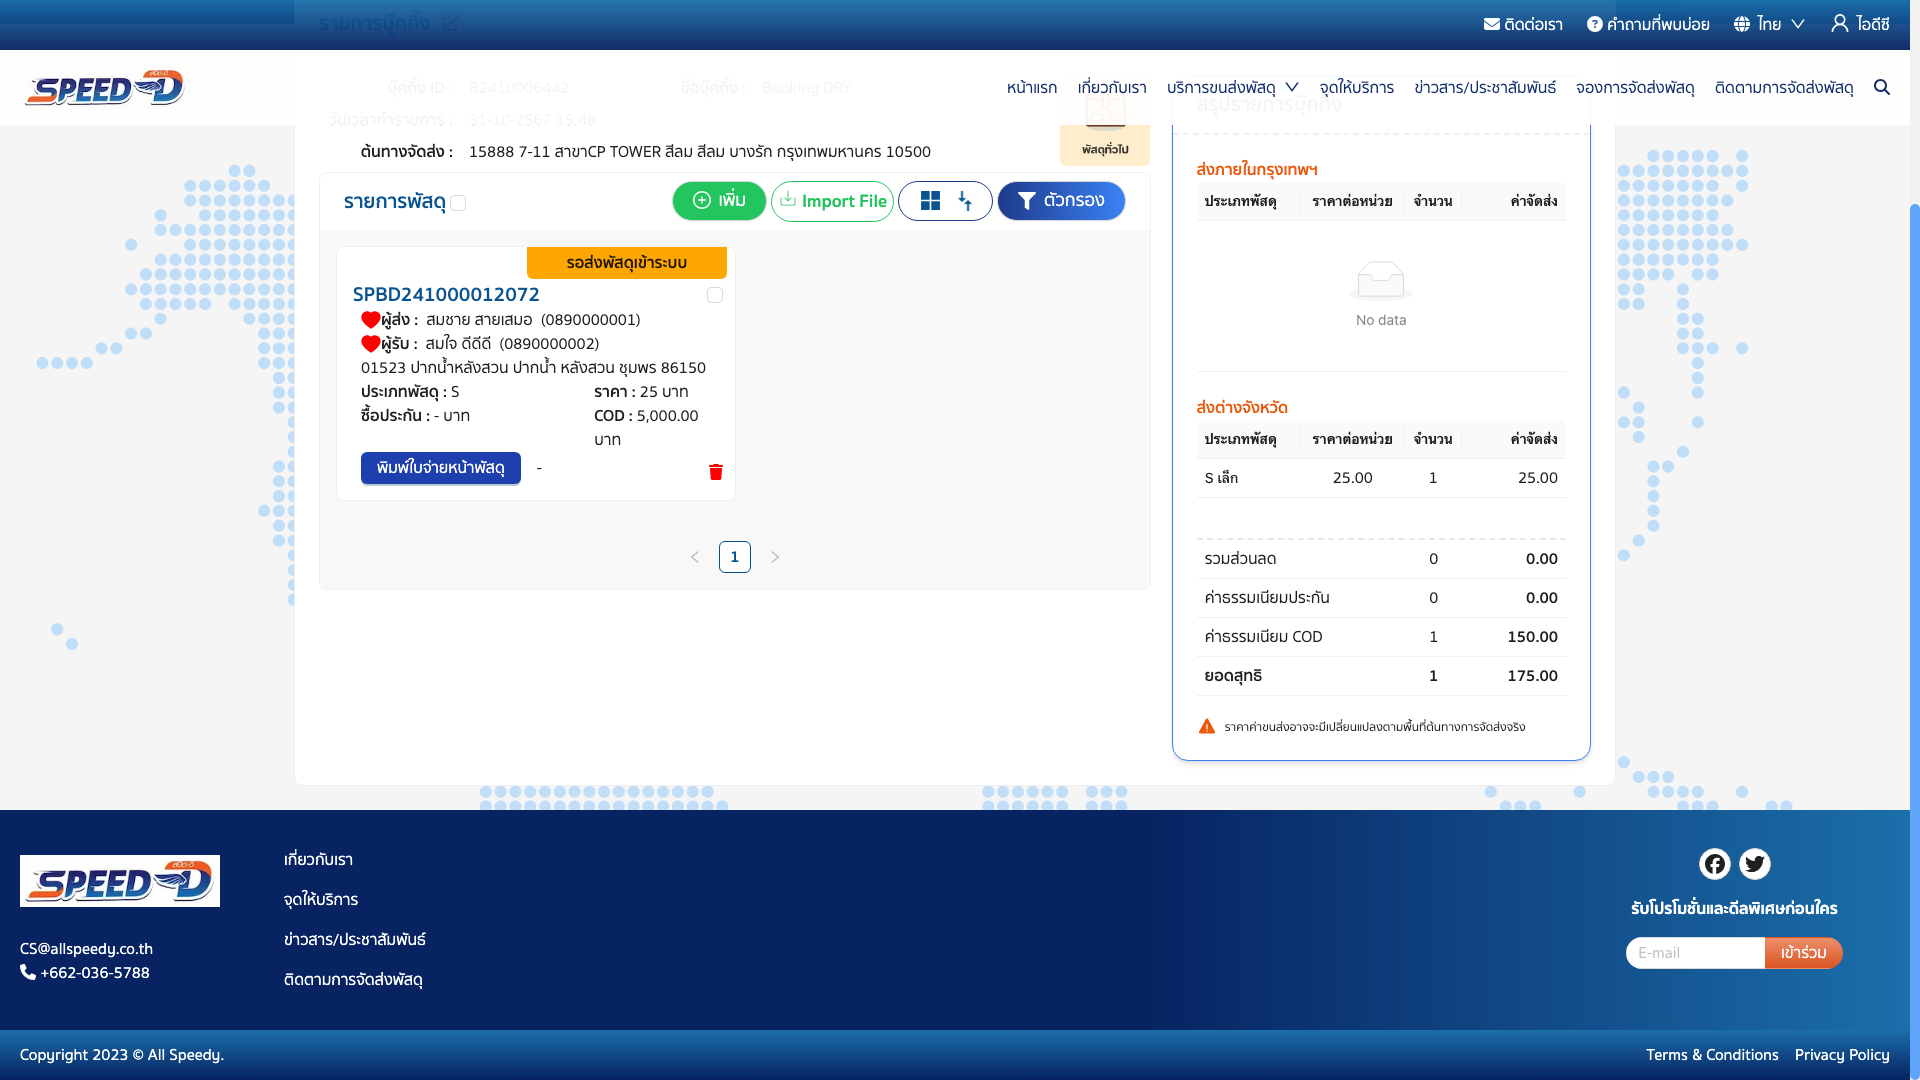 รายการบุ๊คกิ้ง
ติดต่อเรา
คำถามที่พบบ่อย
ไทย
ไอดีซี
SPEED-D
สปีด-ดี
หน้าแรก
เกี่ยวกับเรา
บริการขนส่งพัสดุ
จุดให้บริการ
ข่าวสาร/ประชาสัมพันธ์
จองการจัดส่งพัสดุ
ติดตามการจัดส่งพัสดุ
บุ๊คกิ้ง ID : B2410006442
ชื่อบุ๊คกิ้ง : Booking DRY
วันเวลาทำรายการ : 31-10-2567 15:48
ต้นทางจัดส่ง : 15888 7-11 สาขาCP TOWER สีลม สีลม บางรัก กรุงเทพมหานคร 10500
พัสดุทั่วไป
รายการพัสดุ
เพิ่ม
Import File
ตัวกรอง
รอส่งพัสดุเข้าระบบ
SPBD241000012072
ผู้ส่ง : สมชาย สายเสมอ (0890000001)
ผู้รับ : สมใจ ดีดีดี (0890000002)
01523 ปากน้ำหลังสวน ปากน้ำ หลังสวน ชุมพร 86150
ประเภทพัสดุ : S
ราคา : 25 บาท
ซื้อประกัน : - บาท
COD : 5,000.00
บาท
พิมพ์ใบจ่ายหน้าพัสดุ
-
1
สรุปรายการบุ๊คกิ้ง
ส่งภายในกรุงเทพฯ
ประเภทพัสดุ ราคาต่อหน่วย จำนวน ค่าจัดส่ง
No data
ส่งต่างจังหวัด
ประเภทพัสดุ ราคาต่อหน่วย จำนวน ค่าจัดส่ง
S เล็ก 25.00 1 25.00
รวมส่วนลด 0 0.00
ค่าธรรมเนียมประกัน 0 0.00
ค่าธรรมเนียม COD 1 150.00
ยอดสุทธิ 1 175.00
ราคาค่าขนส่งอาจจะมีเปลี่ยนแปลงตามพื้นที่ต้นทางการจัดส่งจริง
SPEED-D
สปีด-ดี
CS@allspeedy.co.th
+662-036-5788
เกี่ยวกับเรา
จุดให้บริการ
ข่าวสาร/ประชาสัมพันธ์
ติดตามการจัดส่งพัสดุ
รับโปรโมชั่นและดีลพิเศษก่อนใคร
E-mail
เข้าร่วม
Copyright 2023 © All Speedy.
Terms & Conditions
Privacy Policy